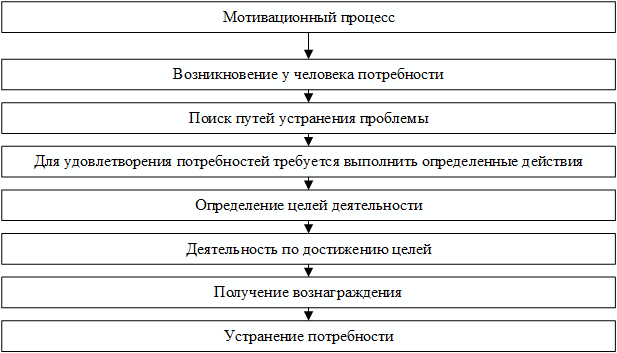 Мотивационный процесс
Возникновение у человека потребности
Поиск путей устранения проблемы
Для удовлетворения потребностей требуется выполнить определенные действия
Определение целей деятельности
Деятельность по достижению целей
Получение вознаграждения
Устранение потребности